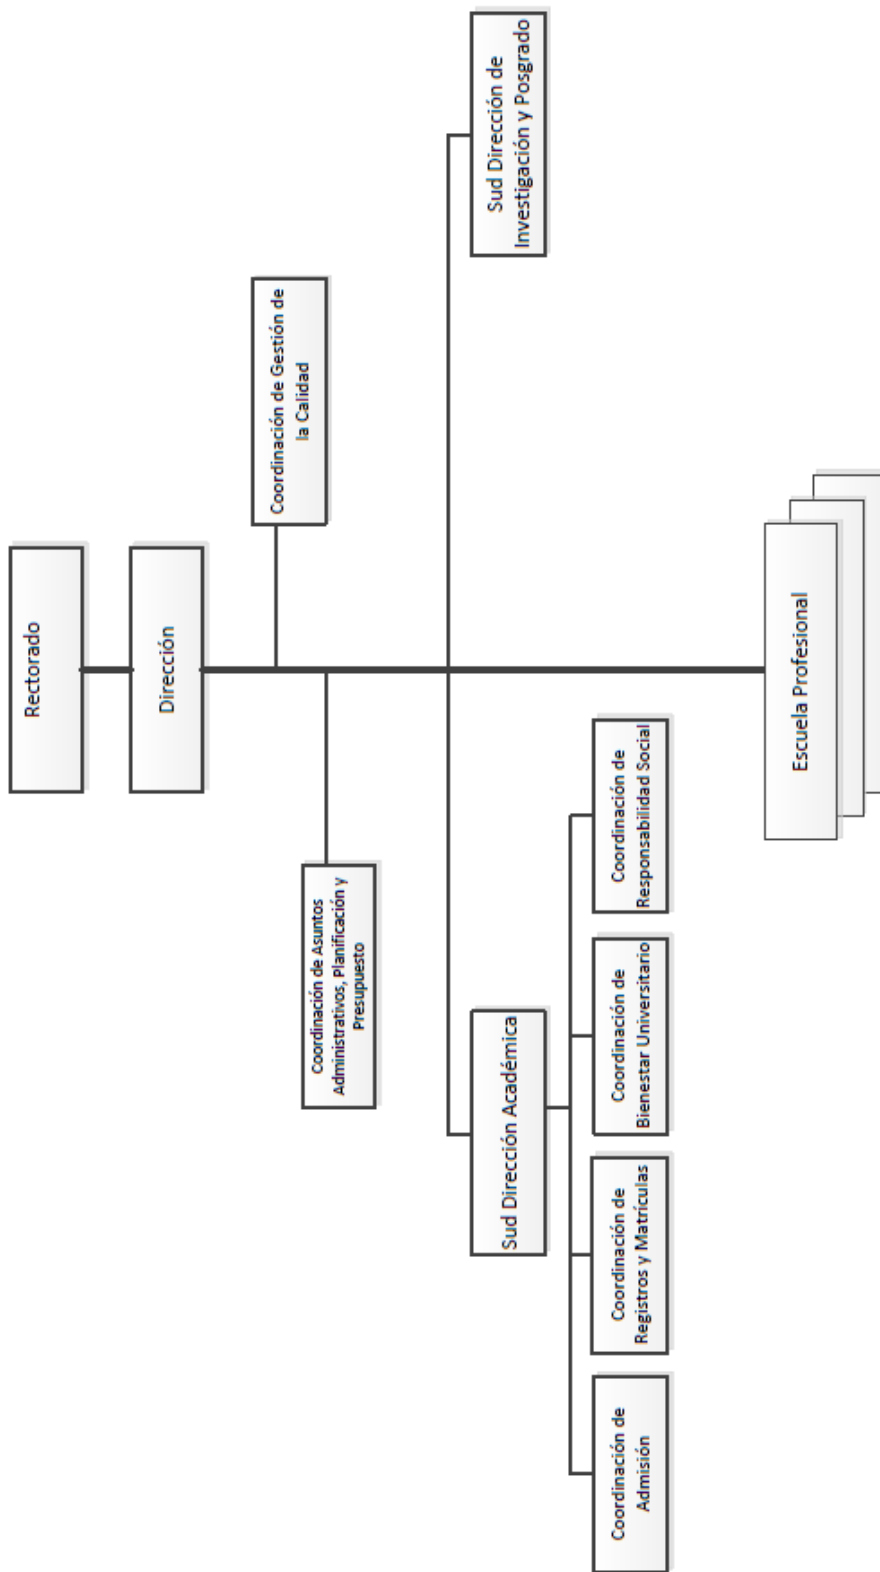 Rectorado
Dirección
Coordinación de Gestión de
la Calidad
Coordinación de Asuntos
Administrativos, Planificación y
Presupuesto
Sud Dirección Académica
Sud Dirección de
Investigación y Posgrado
Coordinación de
Admisión
Coordinación de
Registros y Matrículas
Coordinación de
Bienestar Universitario
Coordinación de
Responsabilidad Social
Escuela Profesional